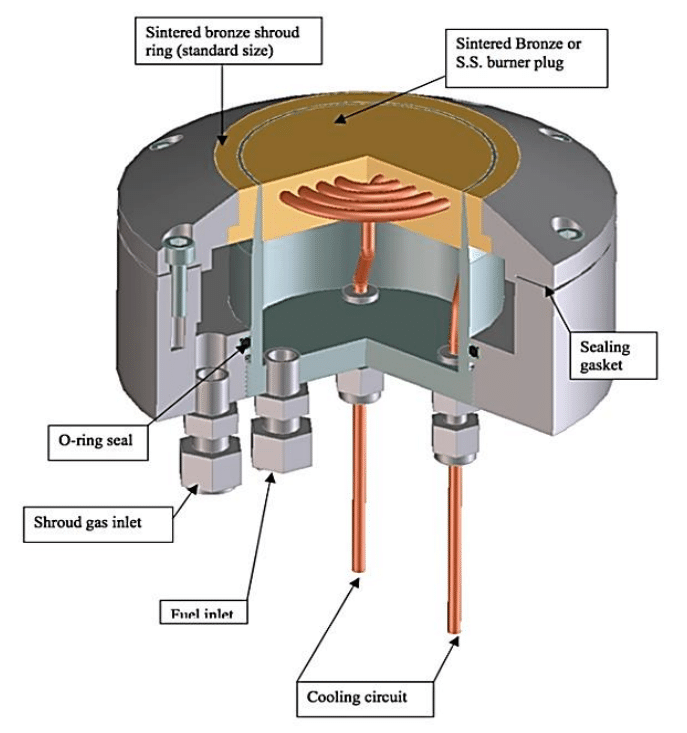 Sintered bronze shroud
ring (standard size)
Sintered Bronze or
S.S. burner plug
Sealing
gasket
O-ring seal
Shroud gas inlet
Fuel inlet
Cooling circuit